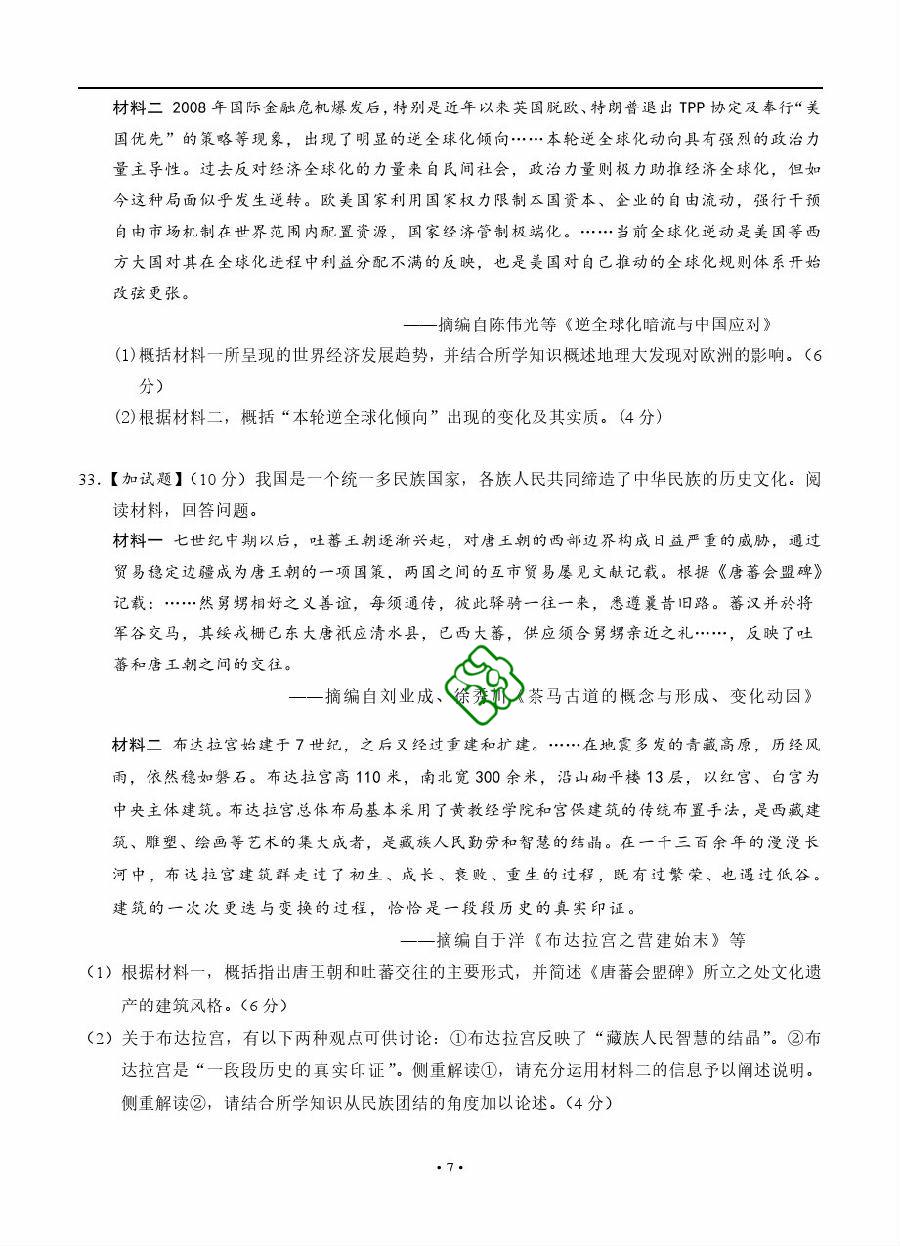 材料二 2008 年国际金融危机爆发后,特别是近年以来英国脱欧、特朗普退出 TPP 协定及奉行“美
国优先”的策略等现象，出现了明显的逆全球化倾向……本轮逆全球化动向具有强烈的政治力
量主导性。过去反对经济全球化的力量来自民间社会，政治力量则极力助推经济全球化，但如
今这种局面似乎发生逆转。欧美国家利用国家权力限制本国资本、企业的自由流动，强行干预
自由市场机制在世界范围内配置资源，国家经济管制极端化。……当前全球化逆动是美国等西
方大国对其在全球化进程中利益分配不满的反映，也是美国对自己推动的全球化规则体系开始
改弦更张。
——摘编自陈伟光等《逆全球化暗流与中国应对》
(1)概括材料一所呈现的世界经济发展趋势，并结合所学知识概述地理大发现对欧洲的影响。（6
分）
(2)根据材料二，概括“本轮逆全球化倾向”出现的变化及其实质。(4 分)
33.【加试题】（10 分）我国是一个统一多民族国家，各族人民共同缔造了中华民族的历史文化。阅
读材料，回答问题。
材料一 七世纪中期以后，吐蕃王朝逐渐兴起，对唐王朝的西部边界构成日益严重的威胁，通过
贸易稳定边疆成为唐王朝的一项国策，两国之间的互市贸易屡见文献记载。根据《唐蕃会盟碑》
记载：……然舅甥相好之义善谊，每须通传，彼此驿骑一往一来，悉遵曩昔旧路。蕃汉并於将
军谷交马，其绥戎栅已东大唐祇应清水县，已西大蕃，供应须合舅甥亲近之礼……，反映了吐
蕃和唐王朝之间的交往。
——摘编自刘业成、徐秀川《茶马古道的概念与形成、变化动因》
材料二 布达拉宫始建于 7 世纪，之后又经过重建和扩建。……在地震多发的青藏高原，历经风
雨，依然稳如磐石。布达拉宫高 110 米，南北宽 300 余米，沿山砌平楼 13 层，以红宫、白宫为
中央主体建筑。布达拉宫总体布局基本采用了黄教经学院和宫保建筑的传统布置手法，是西藏建
筑、雕塑、绘画等艺术的集大成者，是藏族人民勤劳和智慧的结晶。在一千三百余年的漫漫长
河中，布达拉宫建筑群走过了初生、成长、衰败、重生的过程，既有过繁荣、也遇过低谷。
建筑的一次次更迭与变换的过程，恰恰是一段段历史的真实印证。
——摘编自于洋《布达拉宫之营建始末》等
（1）根据材料一，概括指出唐王朝和吐蕃交往的主要形式，并简述《唐蕃会盟碑》所立之处文化遗
产的建筑风格。（6 分）
（2）关于布达拉宫，有以下两种观点可供讨论：①布达拉宫反映了“藏族人民智慧的结晶”。②布
达拉宫是“一段段历史的真实印证”。侧重解读①，请充分运用材料二的信息予以阐述说明。
侧重解读②，请结合所学知识从民族团结的角度加以论述。（4 分）
• 7 •